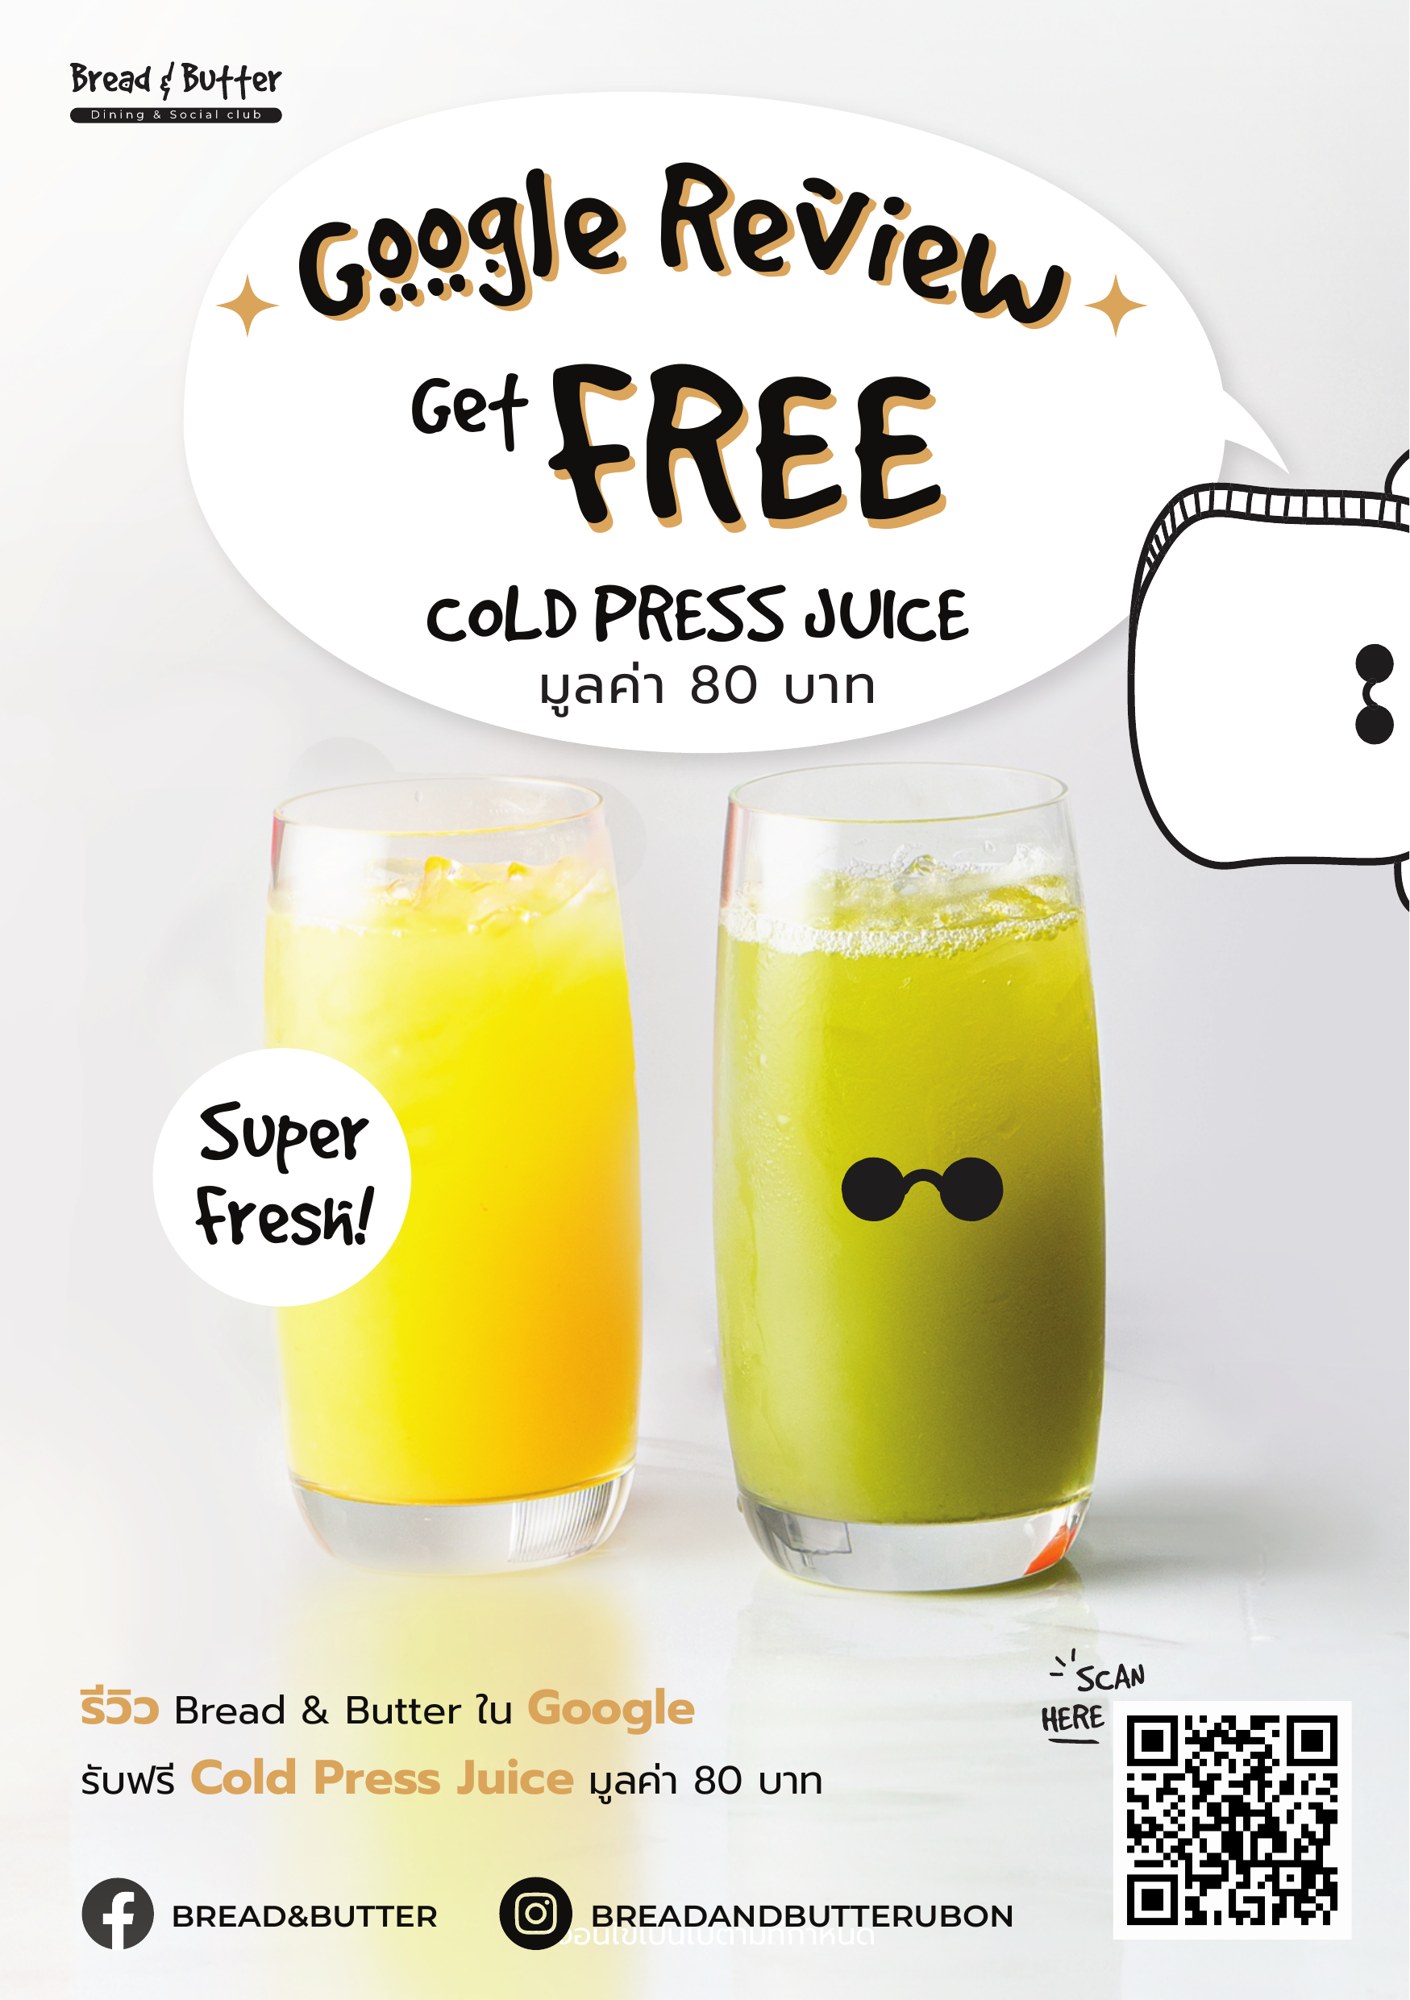 Bread & Butter
Dining & Social club
Google Review
Get FREE
COLD PRESS JUICE
มูลค่า 80 บาท
Super
fresh!
SCAN
HERE
รีวิว Bread & Butter ใน Google
รับฟรี Cold Press Juice มูลค่า 80 บาท
BREAD&BUTTER
BREADANDBUTTERUBON